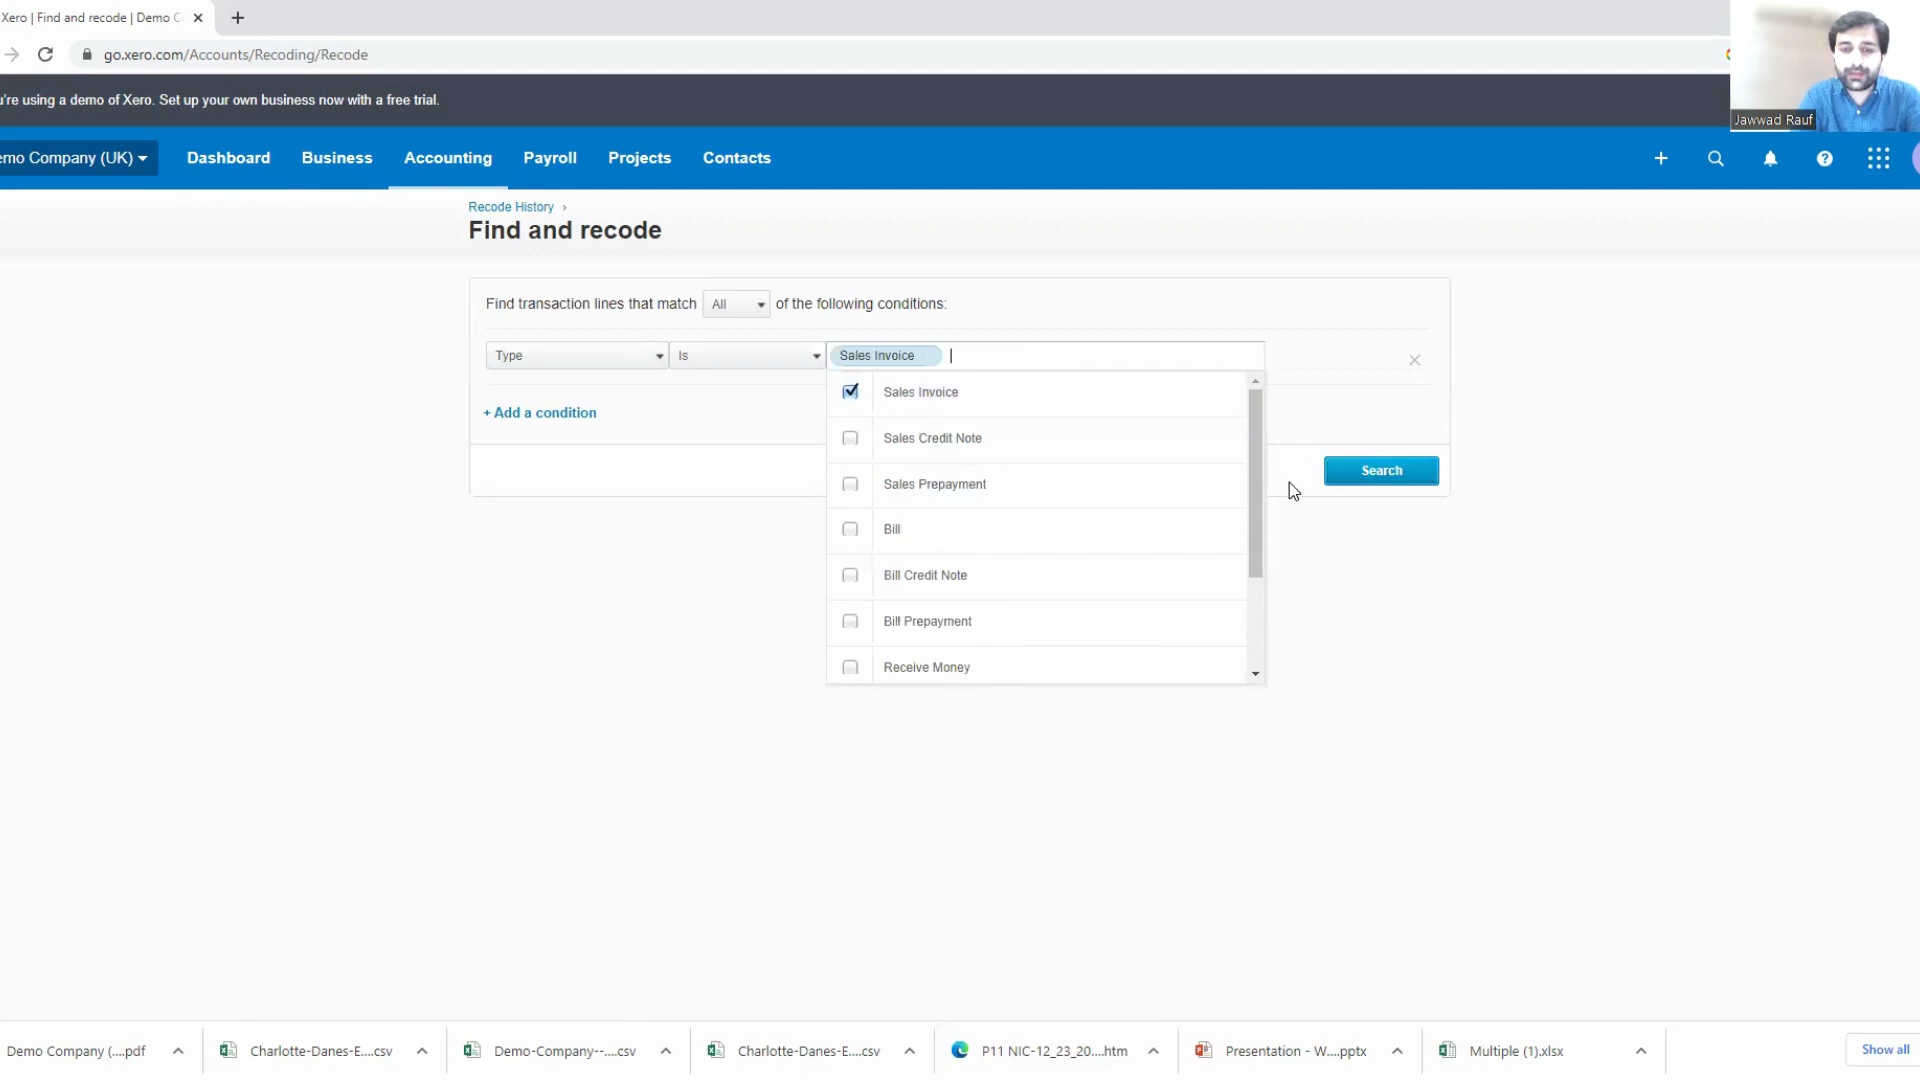 Xero | Find and recode | Demo C
go.xero.com/Accounts/Recoding/Recode
're using a demo of Xero. Set up your own business now with a free trial.
Jawwad Rauf
emo Company (UK)
Dashboard
Business
Accounting
Payroll
Projects
Contacts
Recode History ›
Find and recode
Find transaction lines that match All of the following conditions:
Type
Is
Sales Invoice
Sales Invoice
+ Add a condition
Sales Credit Note
Search
Sales Prepayment
Bill
Bill Credit Note
Bill Prepayment
Receive Money
Demo Company (....pdf
Charlotte-Danes-E....csv
Demo-Company--....csv
Charlotte-Danes-E....csv
P11 NIC-12_23_20....htm
Presentation - W....pptx
Multiple (1).xlsx
Show all